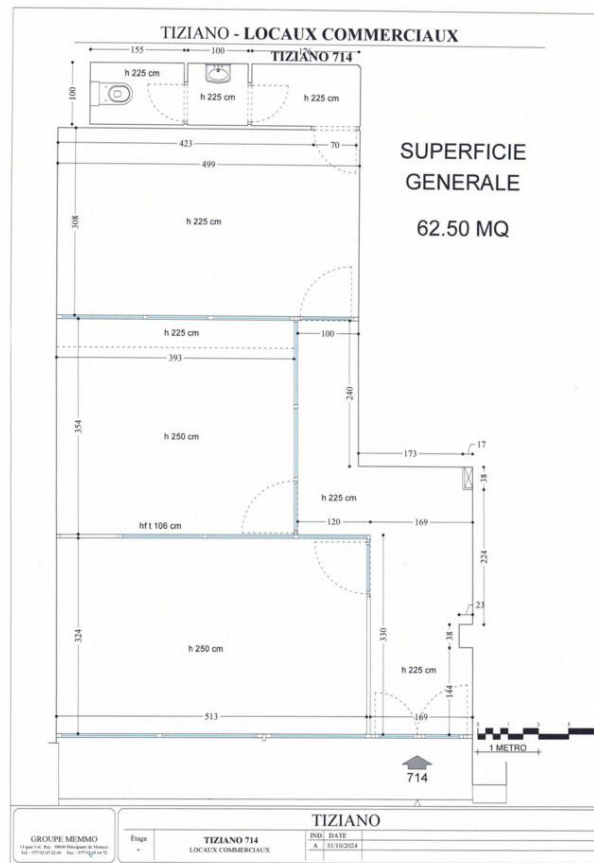 TIZIANO - LOCAUX COMMERCIAUX
TIZIANO 714
155
100
176
h 225 cm
h 225 cm
h 225 cm
100
423
70
499
SUPERFICIE
GENERALE
62.50 MQ
308
h 225 cm
h 225 cm
100
393
240
354
h 250 cm
173
17
38
h 225 cm
hf t 106 cm
120
169
224
23
324
h 250 cm
330
38
h 225 cm
144
513
169
1 METRO
714
TIZIANO
GROUPE MEMMO
Étage
-
TIZIANO 714
LOCAUX COMMERCIAUX
IND
DATE
A
31/10/2024